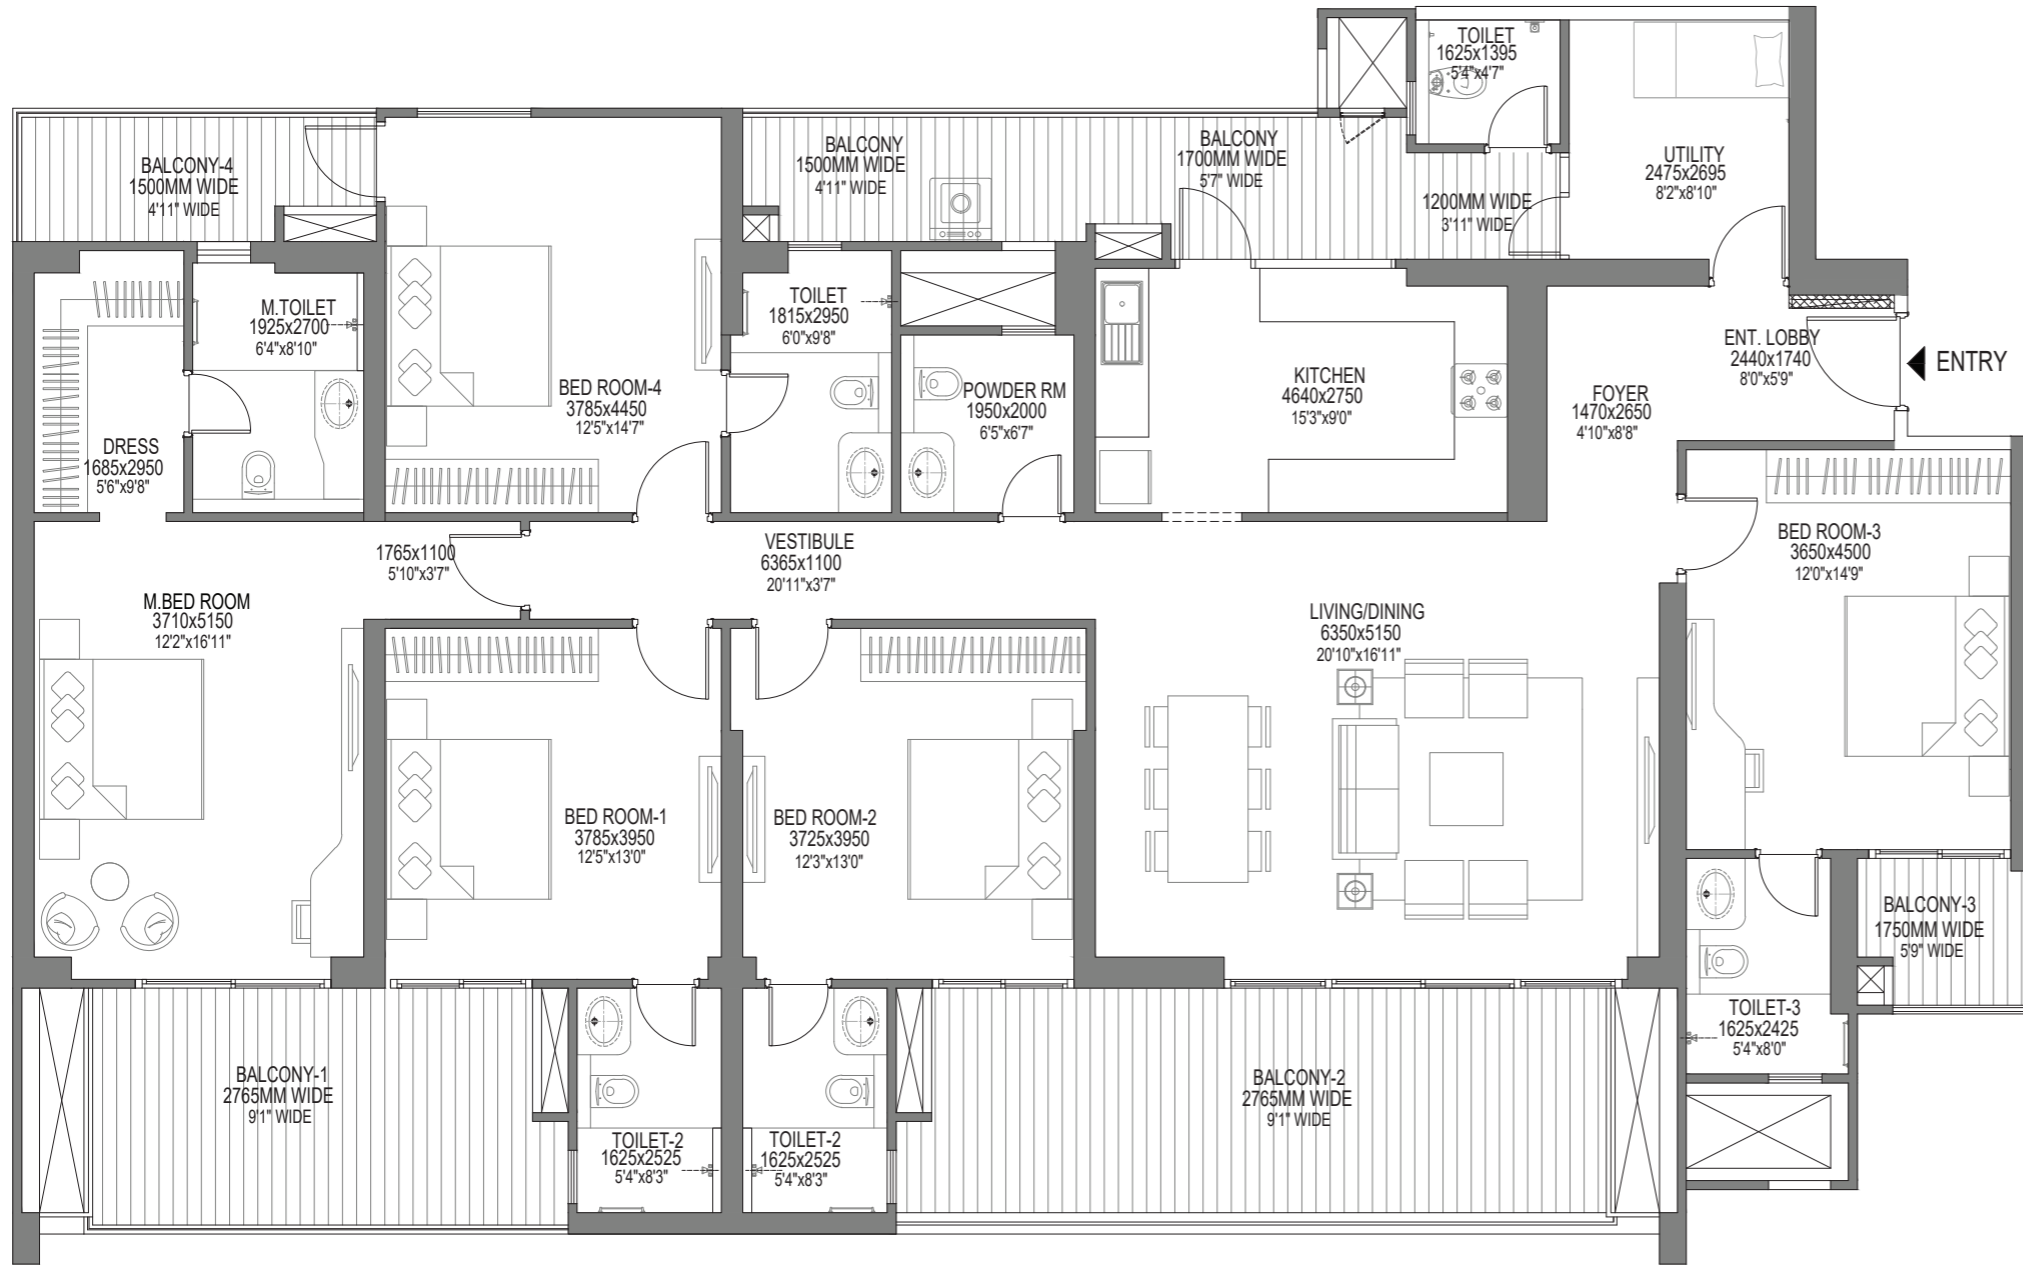 TOILET
1625x1395
5'4"x4'7"
BALCONY-4
1500MM WIDE
4'11" WIDE
BALCONY
1500MM WIDE
4'11" WIDE
BALCONY
1700MM WIDE
5'7" WIDE
1200MM WIDE
3'11" WIDE
UTILITY
2475x2695
8'2"x8'10"
M.TOILET
1925x2700
6'4"x8'10"
TOILET
1815x2950
6'0"x9'8"
ENT. LOBBY
2440x1740
8'0"x5'9"
ENTRY
DRESS
1685x2950
5'6"x9'8"
BED ROOM-4
3785x4450
12'5"x14'7"
POWDER RM
1950x2000
6'5"x6'7"
KITCHEN
4640x2750
15'3"x9'0"
FOYER
1470x2650
4'10"x8'8"
1765x1100
5'10"x3'7"
VESTIBULE
6365x1100
20'11"x3'7"
BED ROOM-3
3650x4500
12'0"x14'9"
M.BED ROOM
3710x5150
12'2"x16'11"
LIVING/DINING
6350x5150
20'10"x16'11"
BED ROOM-1
3785x3950
12'5"x13'0"
BED ROOM-2
3725x3950
12'3"x13'0"
BALCONY-3
1750MM WIDE
5'9" WIDE
TOILET-3
1625x2425
5'4"x8'0"
BALCONY-1
2765MM WIDE
9'1" WIDE
TOILET-2
1625x2525
5'4"x8'3"
TOILET-2
1625x2525
5'4"x8'3"
BALCONY-2
2765MM WIDE
9'1" WIDE